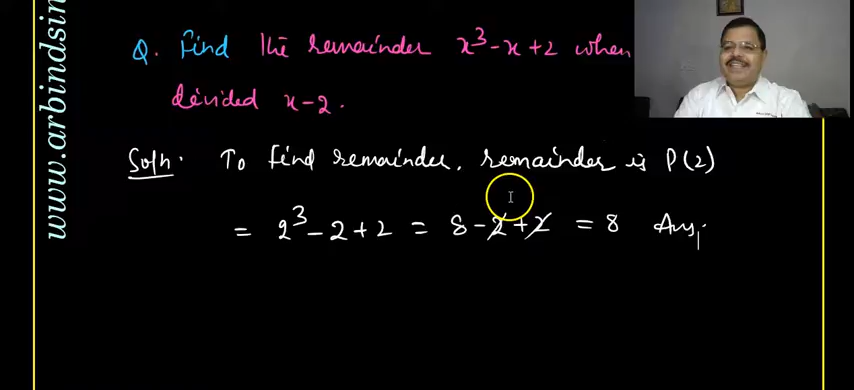 www.arbindsin
Q. Find the remainder x³ - x + 2 when
divided x - 2.
Soln. To find remainder, remainder is P(2)
= 2³ - 2 + 2 = 8 - 2 + 2 = 8 Ans,